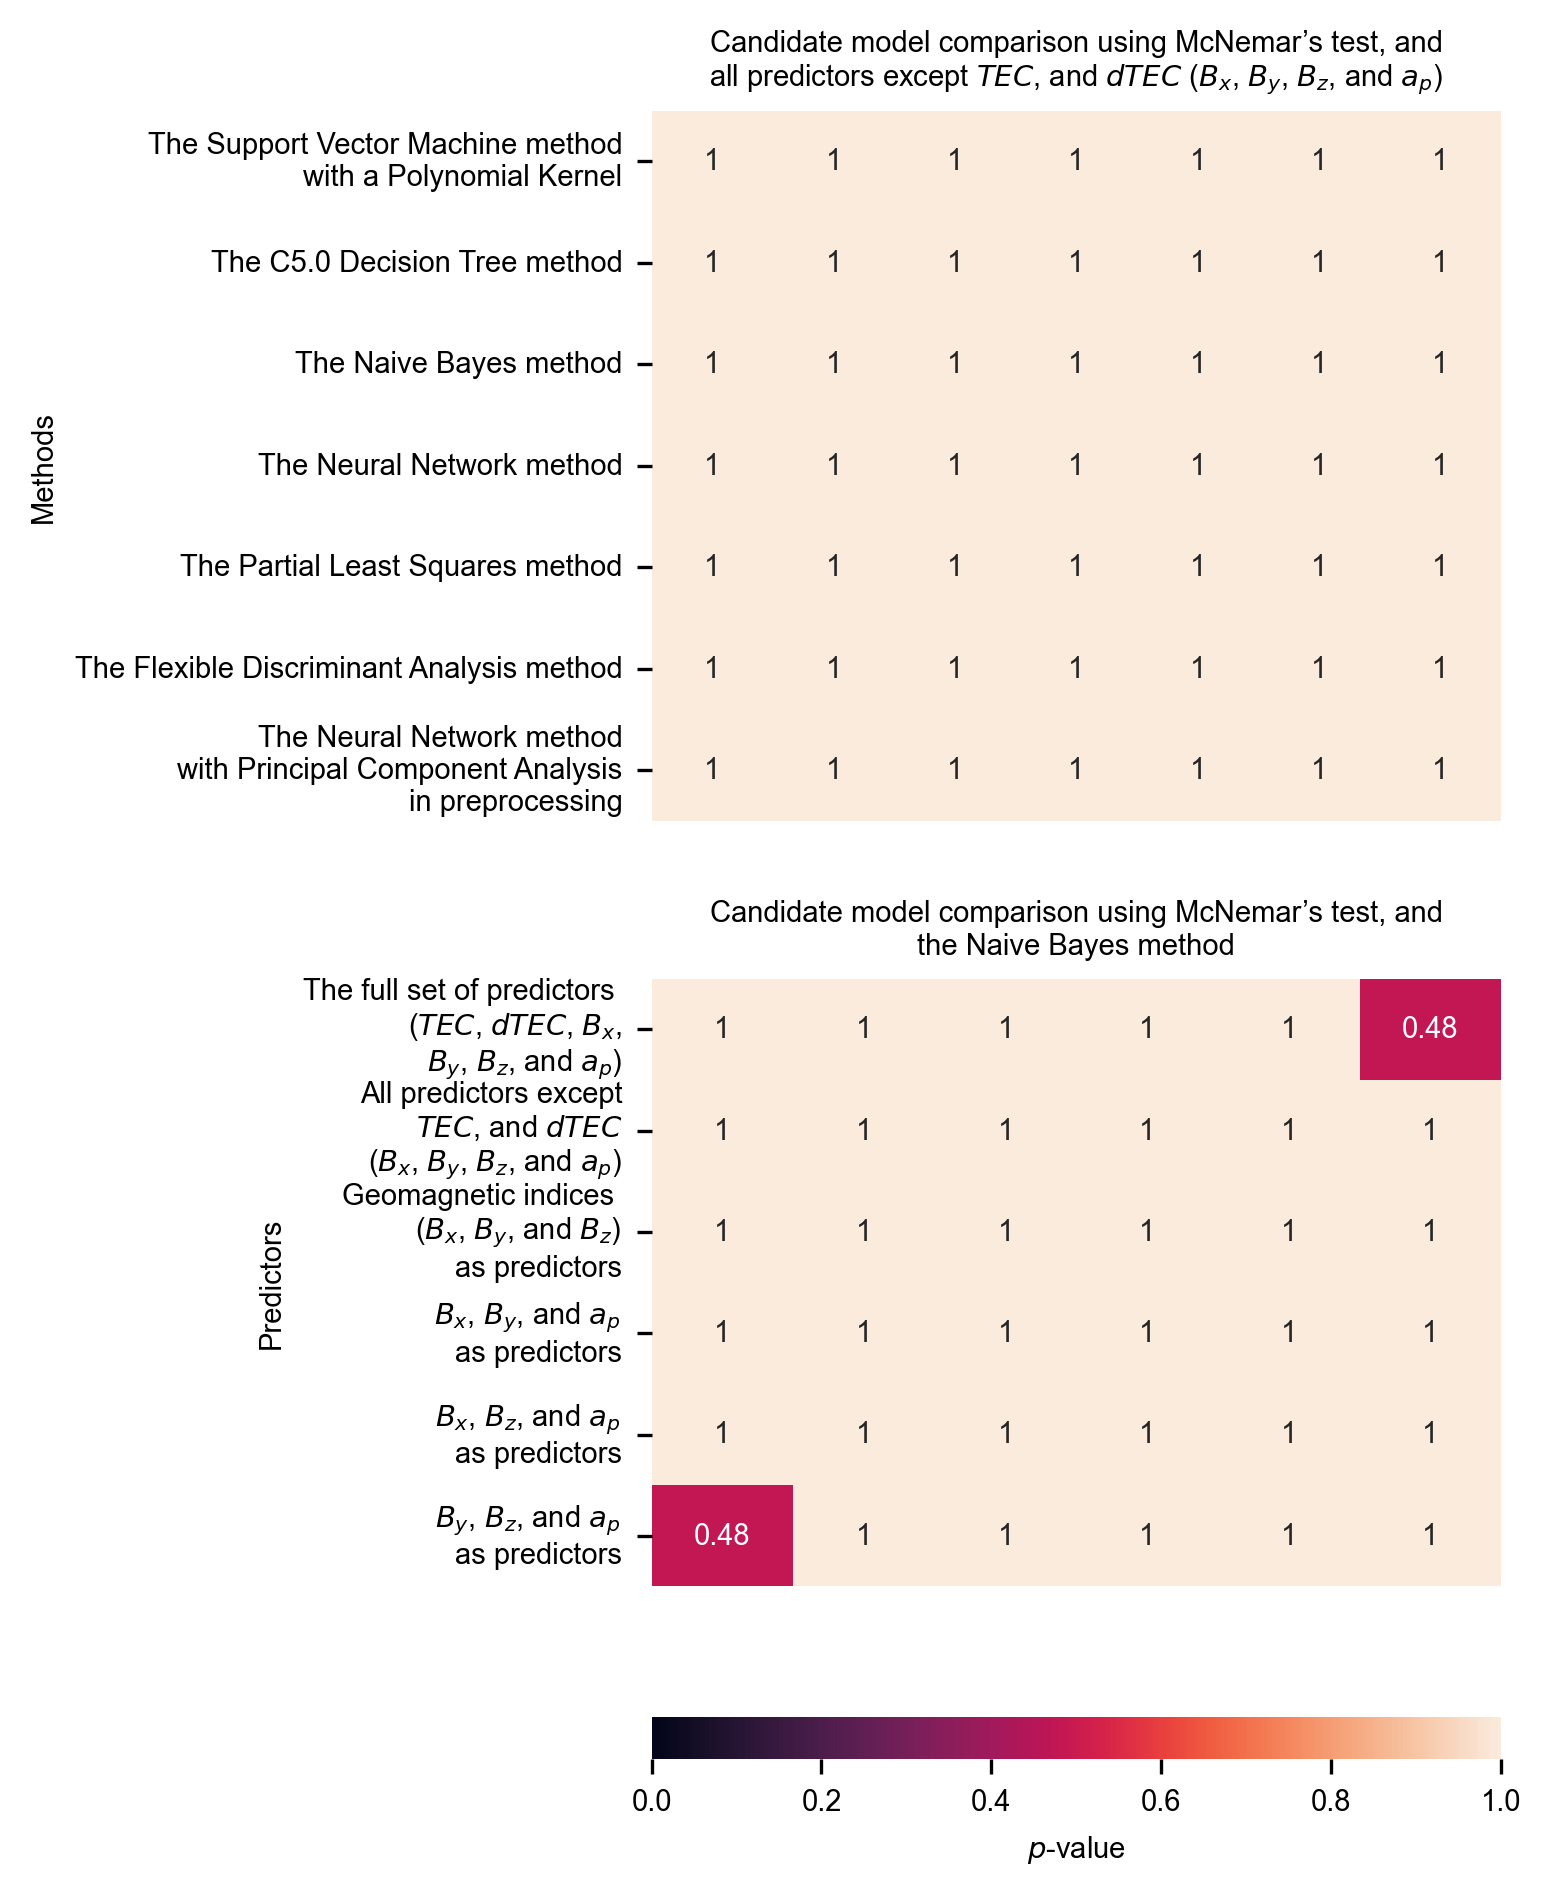 Candidate model comparison using McNemar’s test, and
all predictors except TEC, and dTEC (Bx, By, Bz, and ap)
Methods
The Support Vector Machine method
with a Polynomial Kernel
1 1 1 1 1 1 1
The C5.0 Decision Tree method
1 1 1 1 1 1 1
The Naive Bayes method
1 1 1 1 1 1 1
The Neural Network method
1 1 1 1 1 1 1
The Partial Least Squares method
1 1 1 1 1 1 1
The Flexible Discriminant Analysis method
1 1 1 1 1 1 1
The Neural Network method
with Principal Component Analysis
in preprocessing
1 1 1 1 1 1 1
Candidate model comparison using McNemar’s test, and
the Naive Bayes method
Predictors
The full set of predictors
(TEC, dTEC, Bx,
By, Bz, and ap)
1 1 1 1 1 0.48
All predictors except
TEC, and dTEC
(Bx, By, Bz, and ap)
1 1 1 1 1 1
Geomagnetic indices
(Bx, By, and Bz)
as predictors
1 1 1 1 1 1
Bx, By, and ap
as predictors
1 1 1 1 1 1
Bx, Bz, and ap
as predictors
1 1 1 1 1 1
By, Bz, and ap
as predictors
0.48 1 1 1 1 1
0.0 0.2 0.4 0.6 0.8 1.0
p-value